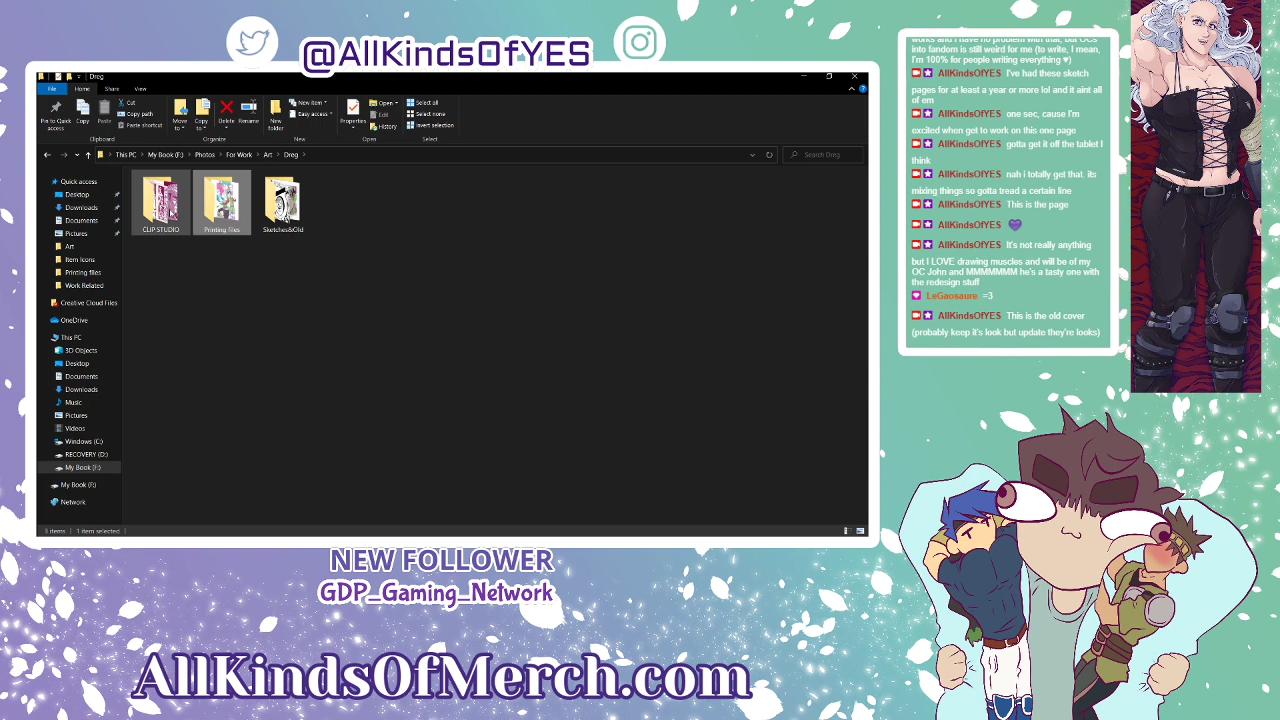 @AllKindsOfYES
Dreg
File Home Share View
Pin to Quick access
Copy
Paste
Cut
Copy path
Paste shortcut
Clipboard
Move to
Copy to
Delete
Rename
Organize
New folder
New item
Easy access
New
Properties
Open
Edit
History
Open
Select all
Select none
Invert selection
Select
This PC > My Book (F:) > Photos > For Work > Art > Dreg
Search Dreg
Quick access
Desktop
Downloads
Documents
Pictures
Art
Item Icons
Printing files
Work Related
Creative Cloud Files
OneDrive
This PC
3D Objects
Desktop
Documents
Downloads
Music
Pictures
Videos
Windows (C:)
RECOVERY (D:)
My Book (F:)
My Book (F:)
Network
CLIP STUDIO
Printing files
Sketches&Old
3 items 1 item selected
works and I have no problem with that, but OCs
into fandom is still weird for me (to write, I mean,
I'm 100% for people writing everything ♥)
AllKindsOfYES I've had these sketch
pages for at least a year or more lol and it aint all
of em
AllKindsOfYES one sec, cause I'm
excited when get to work on this one page
AllKindsOfYES gotta get it off the tablet I
think
AllKindsOfYES nah i totally get that. its
mixing things so gotta tread a certain line
AllKindsOfYES This is the page
AllKindsOfYES
AllKindsOfYES It's not really anything
but I LOVE drawing muscles and will be of my
OC John and MMMMMMM he's a tasty one with
the redesign stuff
LeGaosaure =3
AllKindsOfYES This is the old cover
(probably keep it's look but update they're looks)
NEW FOLLOWER
GDP_Gaming_Network
AllKindsOfMerch.com